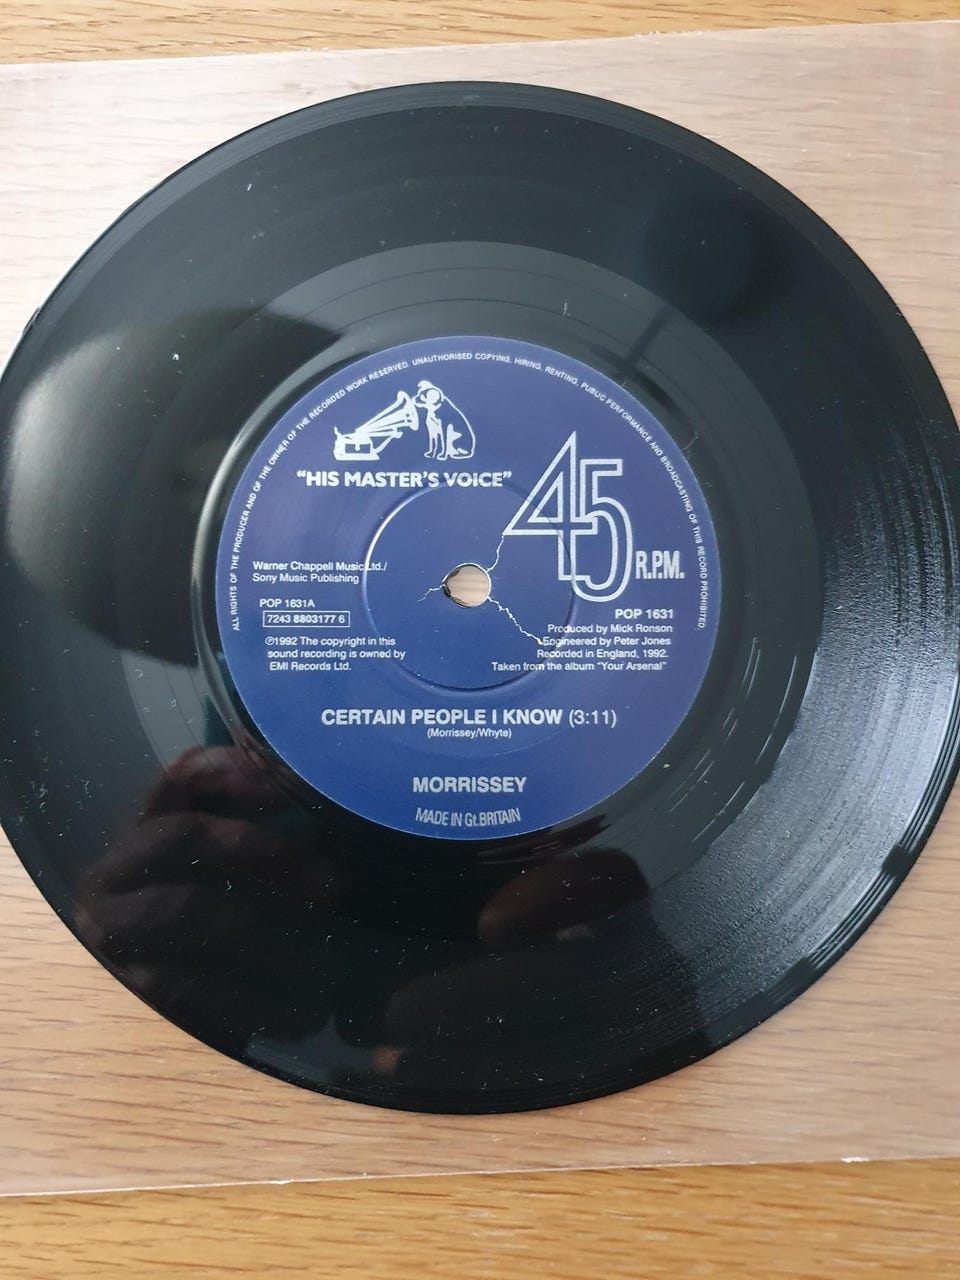 ALL RIGHTS OF THE PRODUCER AND OF THE OWNER OF THE RECORDED WORK RESERVED. UNAUTHORISED COPYING, HIRING, RENTING, PUBLIC PERFORMANCE AND BROADCASTING OF THIS RECORD PROHIBITED.
“HIS MASTER'S VOICE”
45
R.P.M.
Warner Chappell Music Ltd./
Sony Music Publishing
POP 1631A
7243 8803177 6
℗1992 The copyright in this
sound recording is owned by
EMI Records Ltd.
POP 1631
Produced by Mick Ronson
Engineered by Peter Jones
Recorded in England, 1992.
Taken from the album "Your Arsenal"
CERTAIN PEOPLE I KNOW (3:11)
(Morrissey/Whyte)
MORRISSEY
MADE IN Gt.BRITAIN